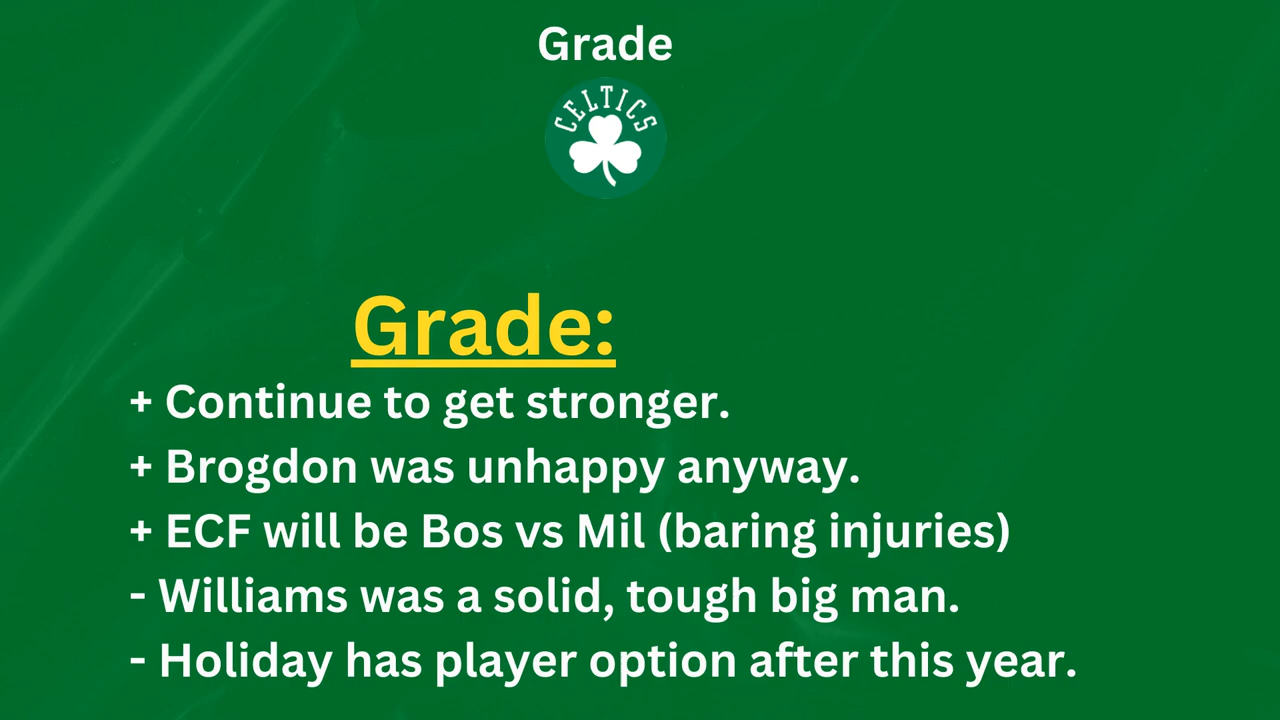 Grade
CELTICS
Grade:
+ Continue to get stronger.
+ Brogdon was unhappy anyway.
+ ECF will be Bos vs Mil (baring injuries)
- Williams was a solid, tough big man.
- Holiday has player option after this year.